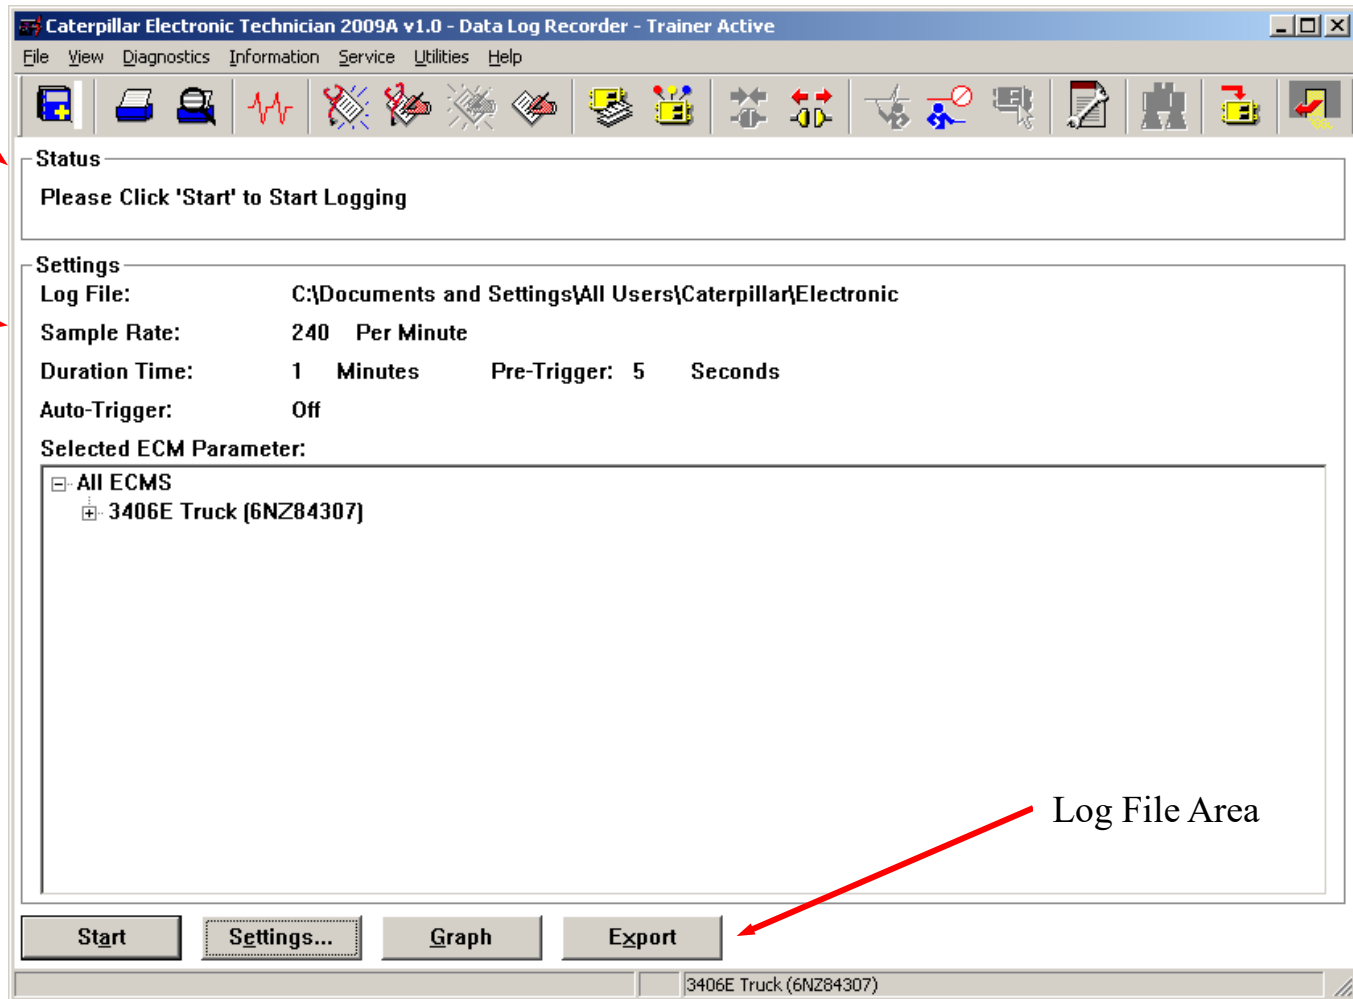 Caterpillar Electronic Technician 2009A v1.0 - Data Log Recorder - Trainer Active
File View Diagnostics Information Service Utilities Help
Status
Please Click 'Start' to Start Logging
Settings
Log File: C:\Documents and Settings\All Users\Caterpillar\Electronic
Sample Rate: 240 Per Minute
Duration Time: 1 Minutes Pre-Trigger: 5 Seconds
Auto-Trigger: Off
Selected ECM Parameter:
All ECMS
3406E Truck (6NZ84307)
Log File Area
Start Settings... Graph Export
3406E Truck (6NZ84307)